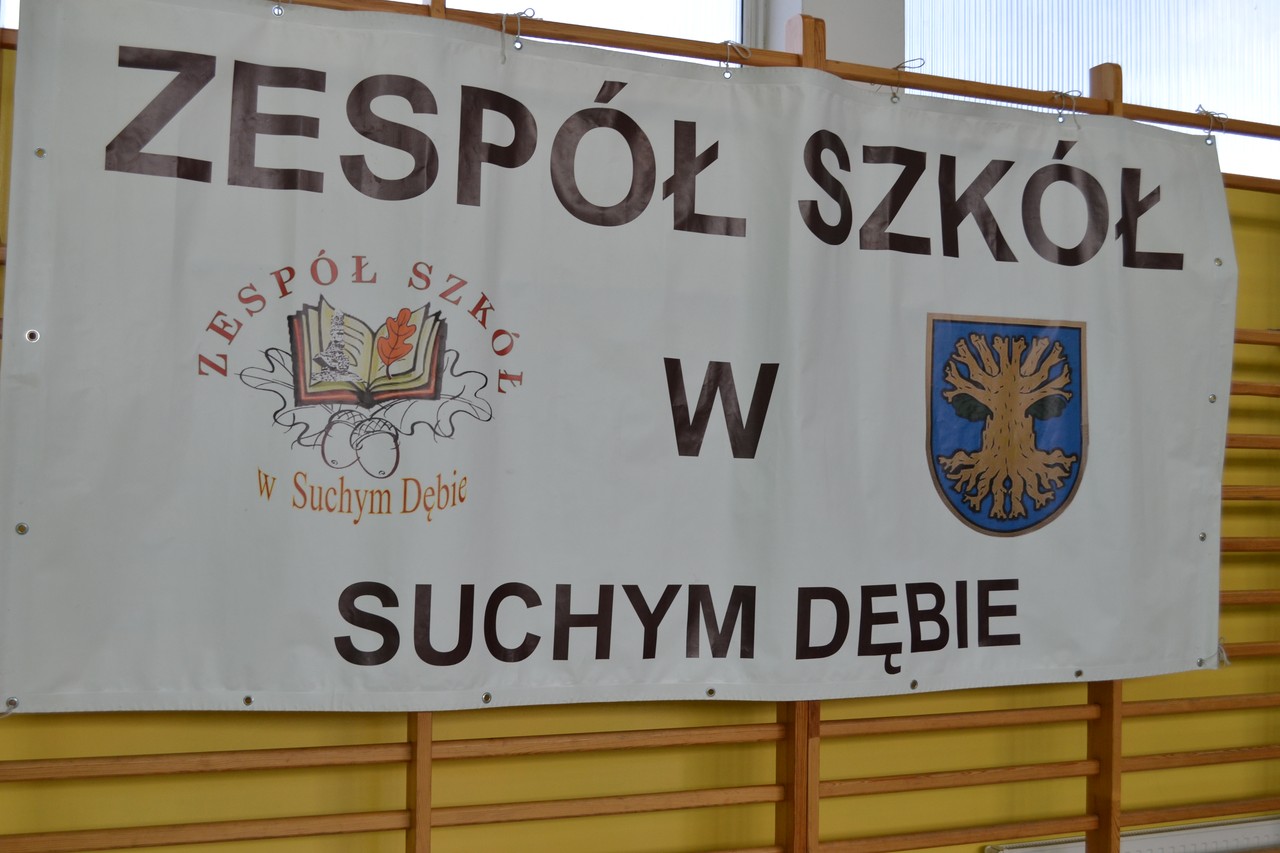 ZESPÓŁ SZKÓŁ
ZESPÓŁ SZKÓŁ
w Suchym Dębie
W
SUCHYM DĘBIE